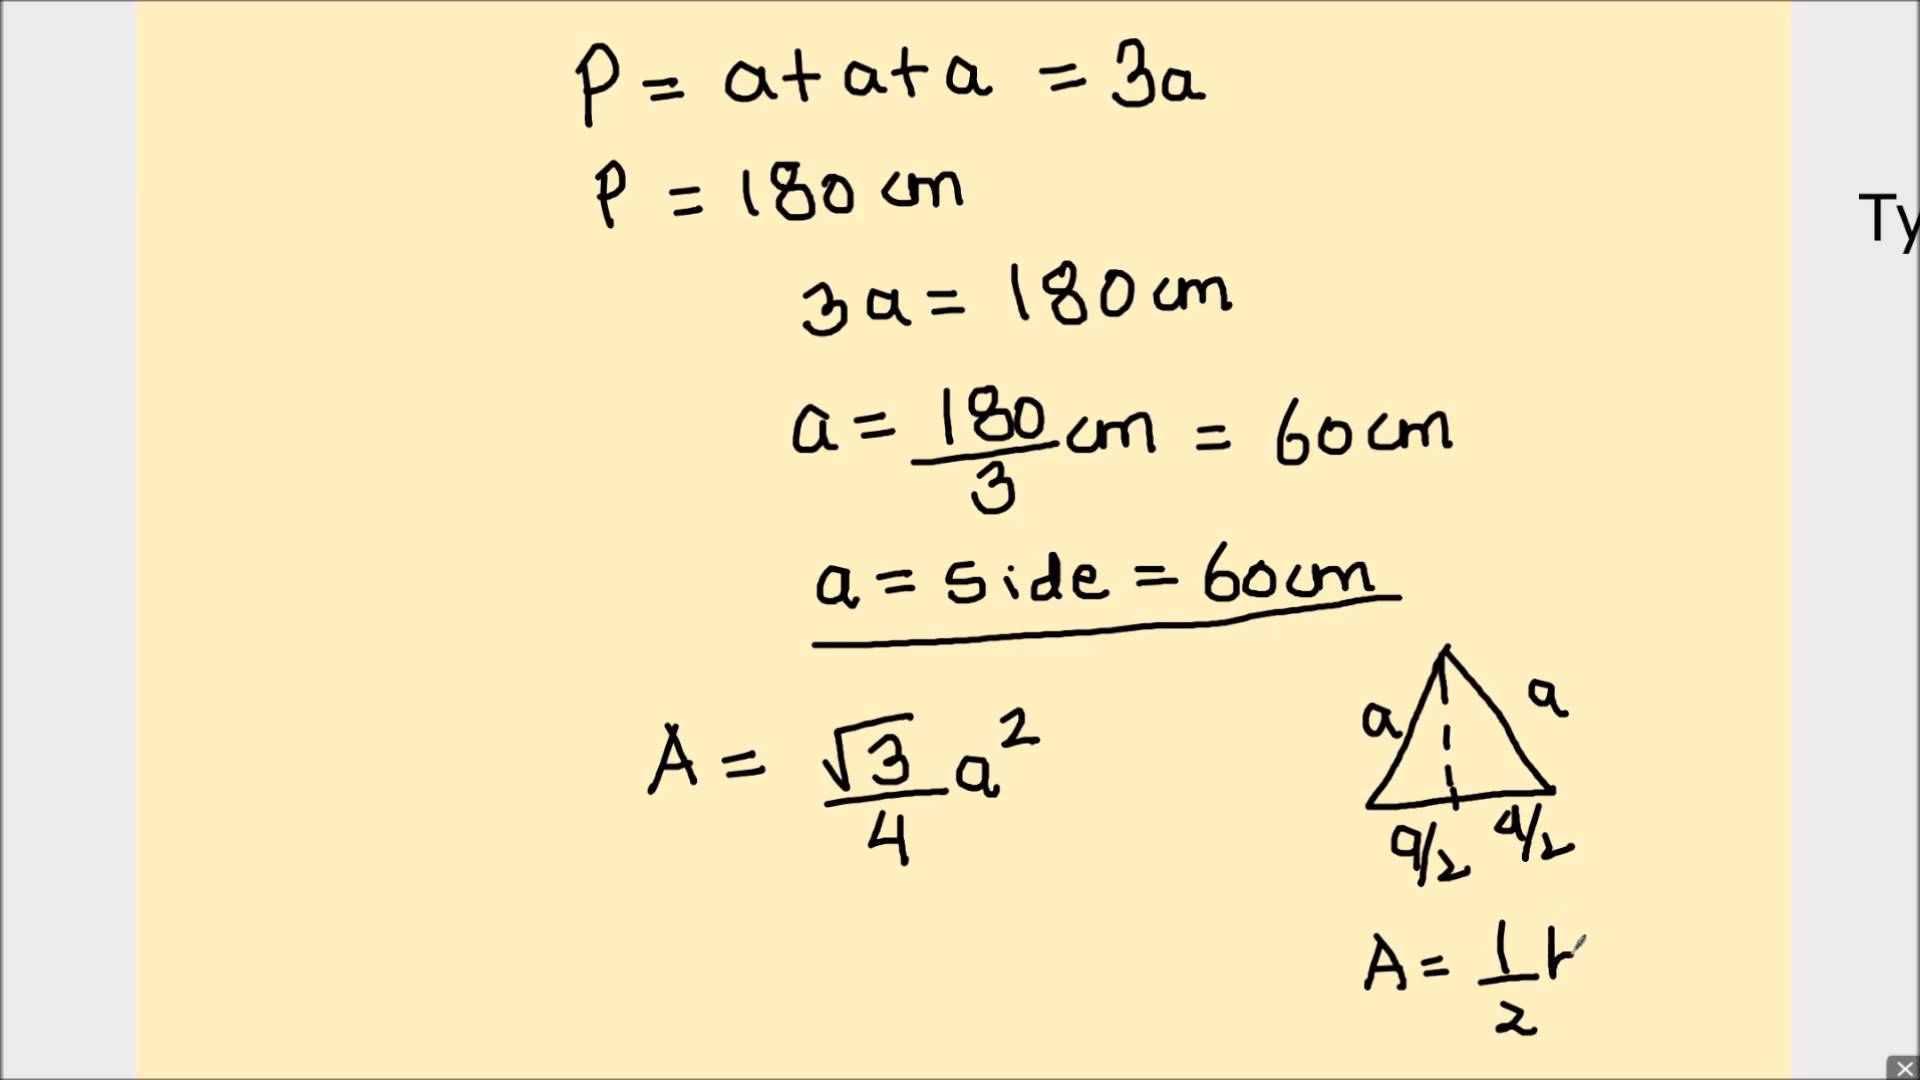 P = a + a + a = 3a
P = 180 cm
Ty
3a = 180 cm
a = 180/3 cm = 60 cm
a = side = 60 cm
A = √3/4 a²
a a
a/2 a/2
A = 1/2